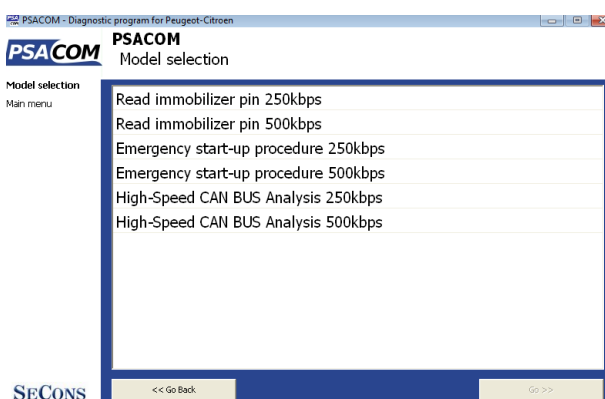 PSACOM - Diagnostic program for Peugeot-Citroen
PSACOM
PSACOM
Model selection
Model selection
Main menu
Read immobilizer pin 250kbps
Read immobilizer pin 500kbps
Emergency start-up procedure 250kbps
Emergency start-up procedure 500kbps
High-Speed CAN BUS Analysis 250kbps
High-Speed CAN BUS Analysis 500kbps
SECONS
<< Go Back
Go >>